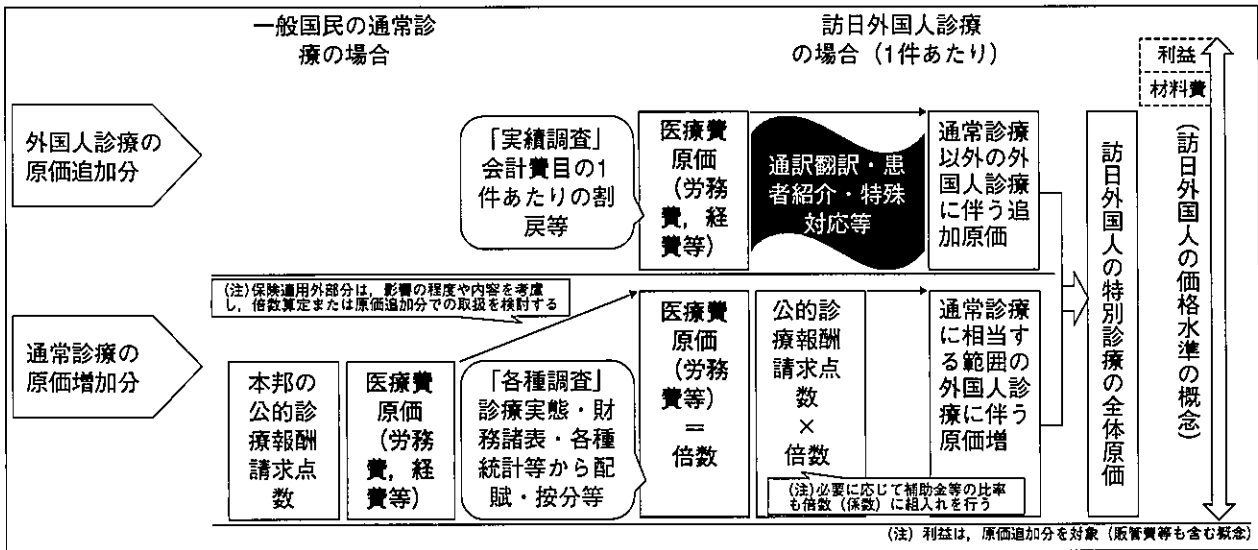 一般国民の通常診
療の場合
訪日外国人診療
の場合（1件あたり）
利益
材料費
外国人診療の
原価追加分
「実績調査」
会計費目の1
件あたりの割
戻等
医療費
原価
（労務
費，経
費等）
通訳翻訳・患
者紹介・特殊
対応等
通常診療
以外の外
国人診療
に伴う追
加原価
訪日外国人の特別診療の全体原価
（訪日外国人の価格水準の概念）
(注)保険適用外部分は，影響の程度や内容を考慮
し，倍数算定または原価追加分での取扱を検討する
通常診療の
原価増加分
本邦の
公的診
療報酬
請求点
数
医療費
原価
（労務
費，経
費等）
「各種調査」
診療実態・財
務諸表・各種
統計等から配
賦・按分等
医療費
原価
（労務
費等）
＝
倍数
公的診
療報酬
請求点
数
×
倍数
通常診療
に相当す
る範囲の
外国人診
療に伴う
原価増
(注)必要に応じて補助金等の比率
も倍数（係数）に組入れを行う
(注) 利益は，原価追加分を対象（販管費等も含む概念）